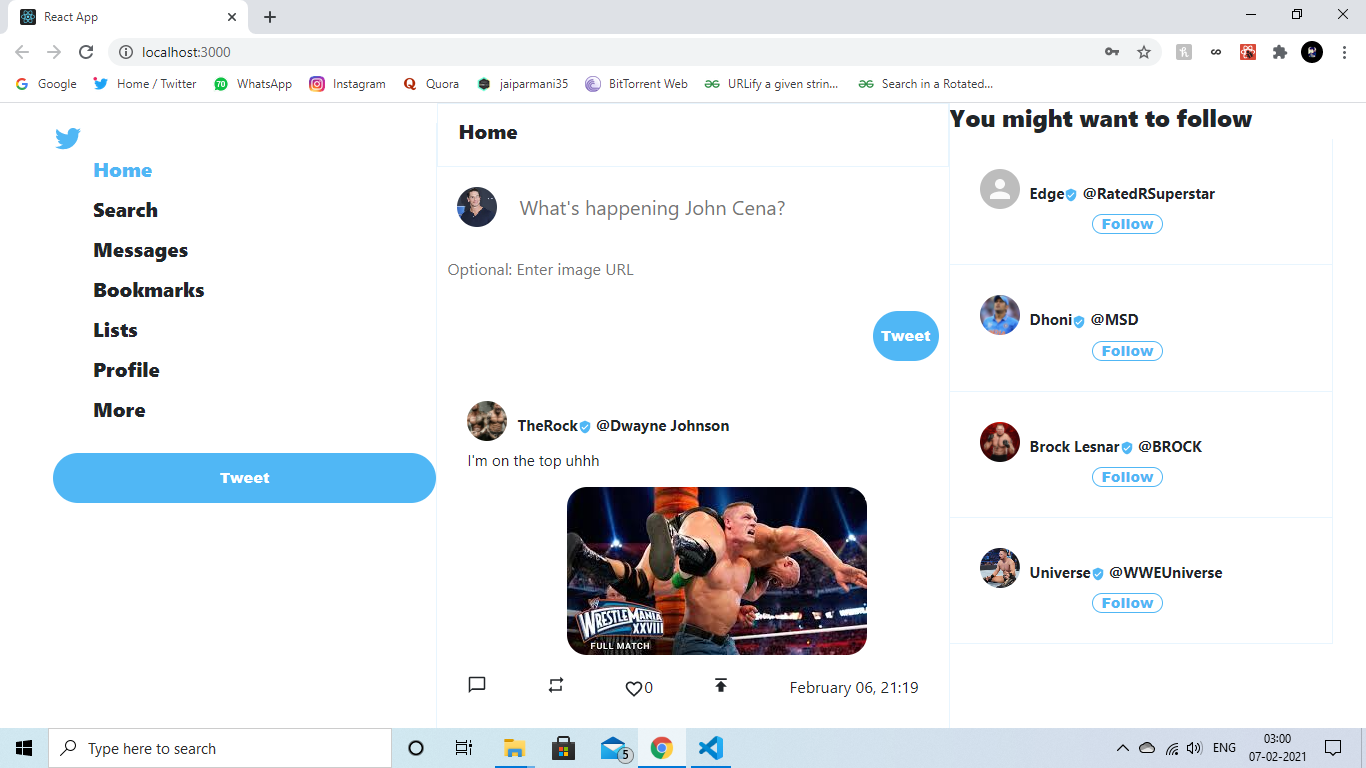 React App
localhost:3000
Google
Home / Twitter
70
WhatsApp
Instagram
Quora
jaiparmani35
BitTorrent Web
URLify a given strin...
Search in a Rotated...
Home
Search
Messages
Bookmarks
Lists
Profile
More
Tweet
Home
What's happening John Cena?
Optional: Enter image URL
Tweet
TheRock @Dwayne Johnson
I'm on the top uhhh
WRESTLEMANIA
XXVIII
FULL MATCH
0
February 06, 21:19
You might want to follow
Edge @RatedRSuperstar
Follow
Dhoni @MSD
Follow
Brock Lesnar @BROCK
Follow
Universe @WWEUniverse
Follow
Type here to search
5
ENG
03:00
07-02-2021